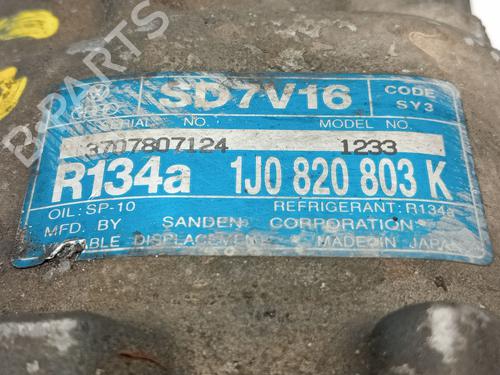 SD7V16
CODE
SY3
SERIAL NO.
MODEL NO.
3707807124
1233
R134a
1J0 820 803 K
OIL: SP-10
REFRIGERANT: R134a
MFD. BY SANDEN CORPORATION
VARIABLE DISPLACEMENT
MADE IN JAPAN
B-Parts